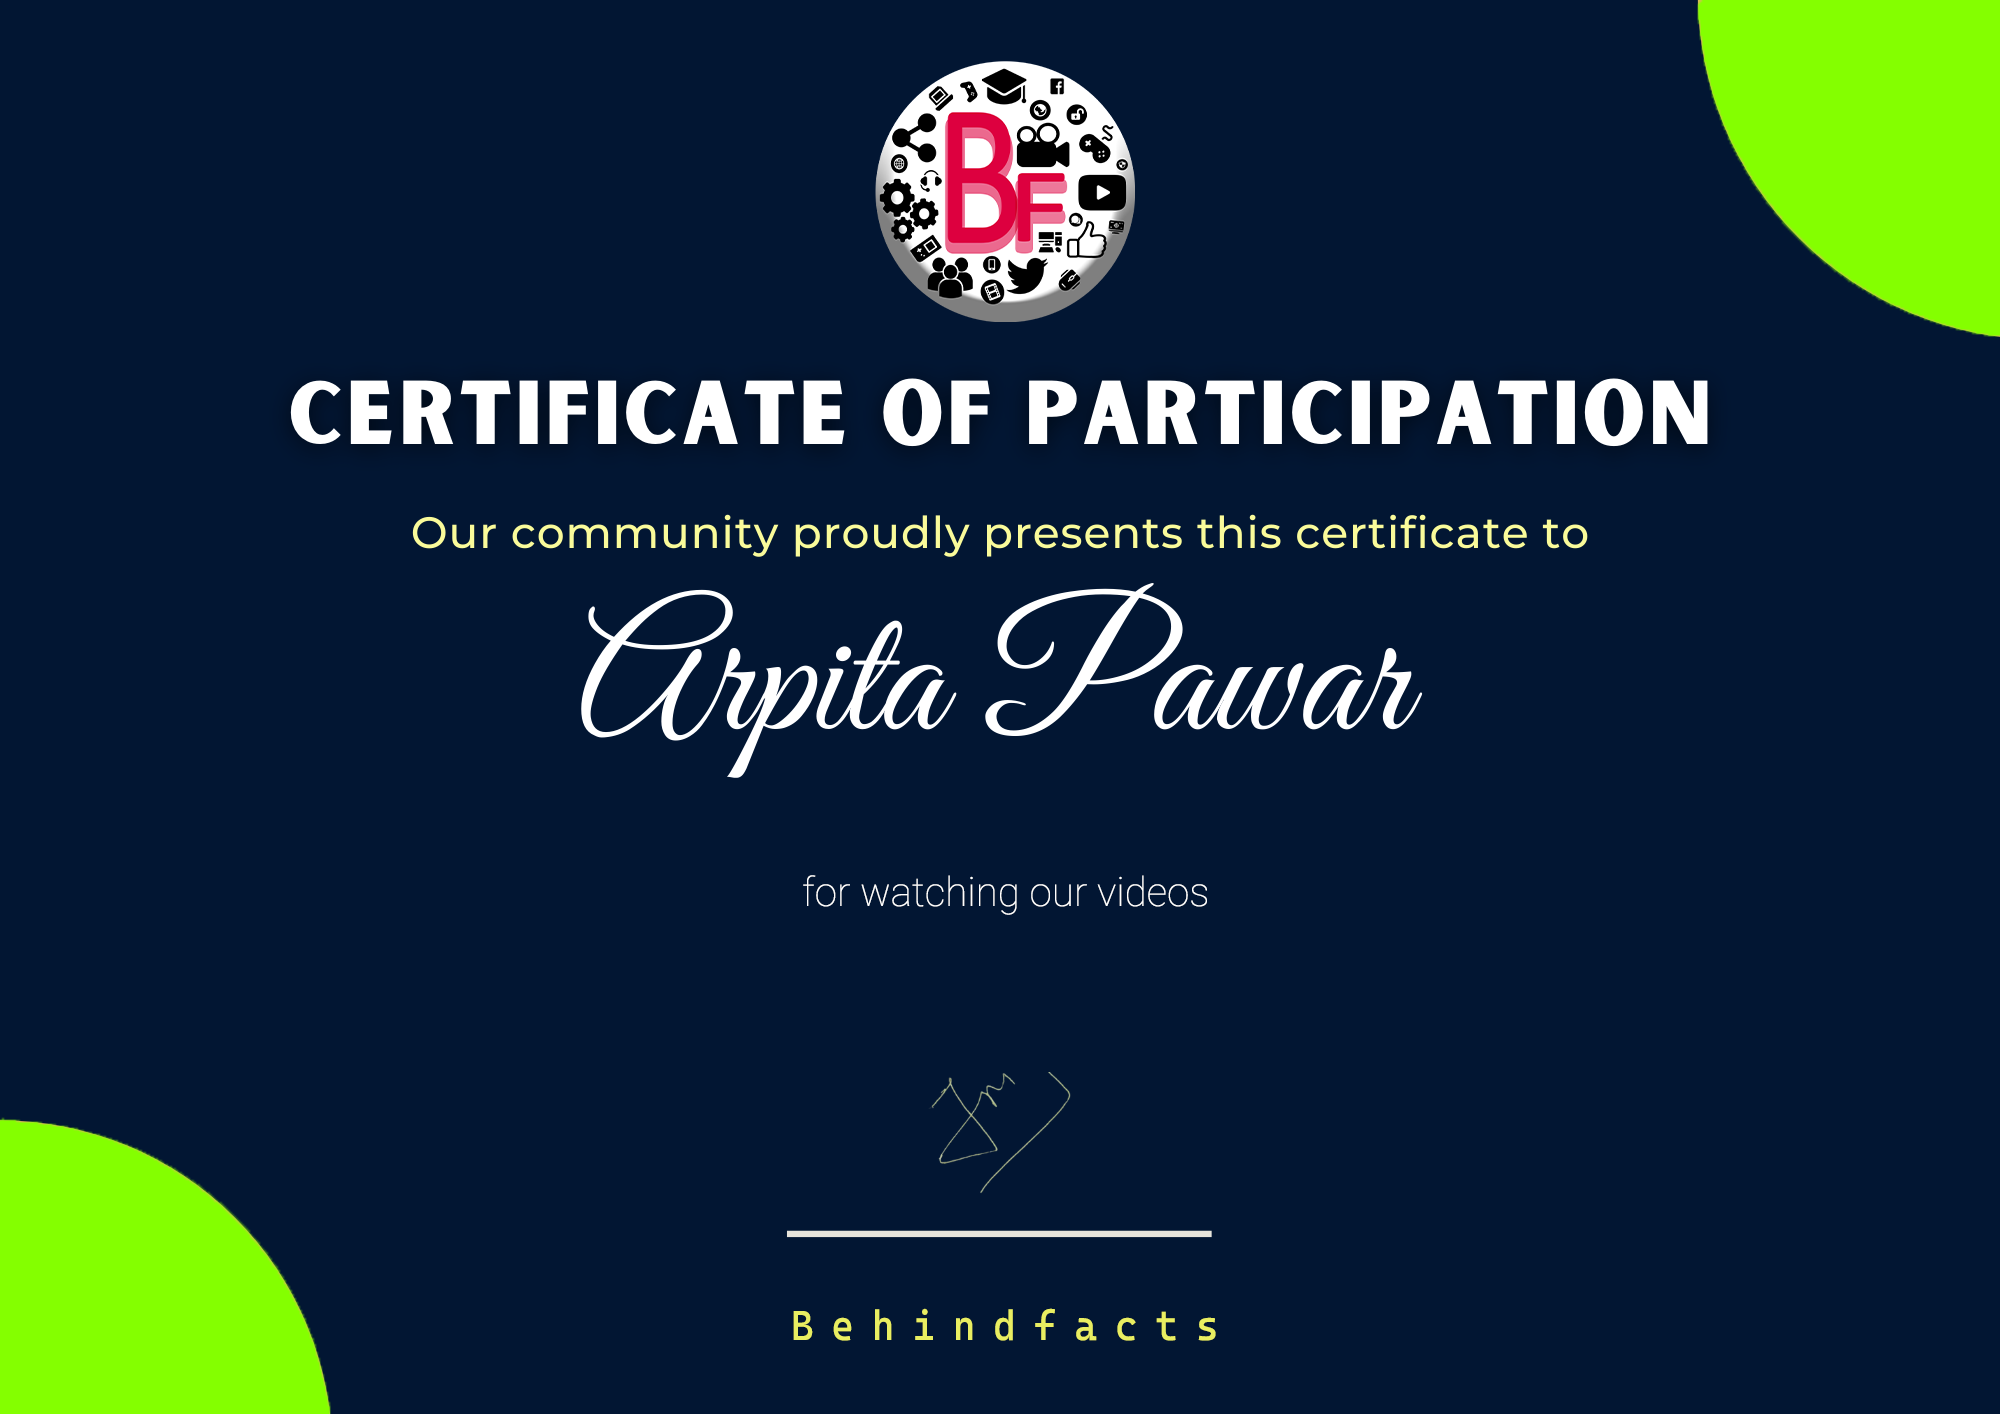 BF
CERTIFICATE OF PARTICIPATION
Our community proudly presents this certificate to
Arpita Pawar
for watching our videos
Behindfacts